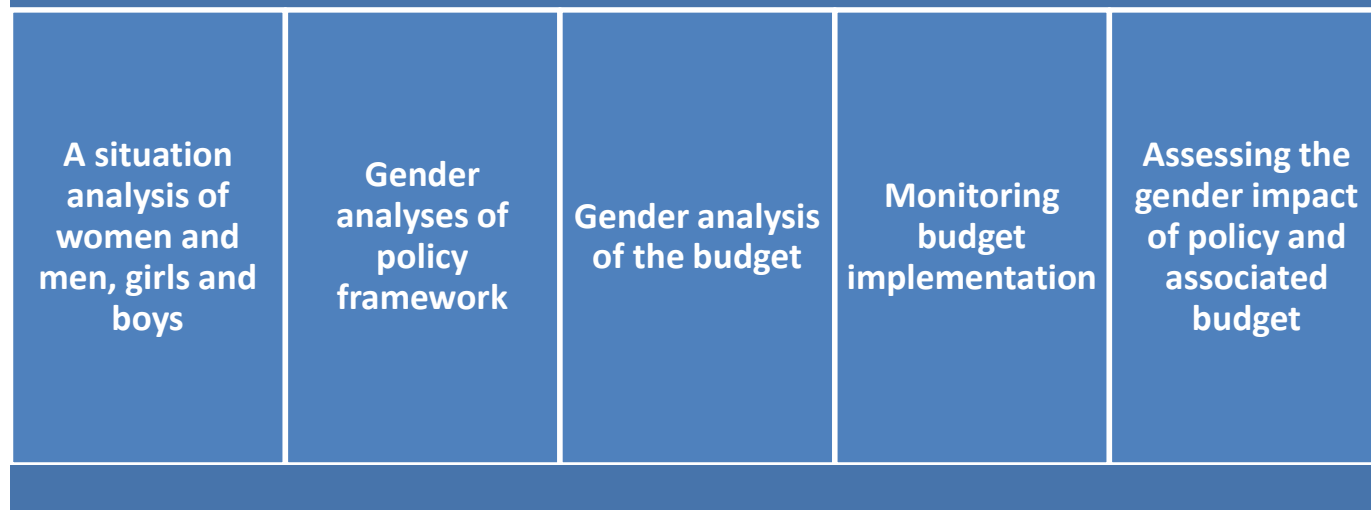 A situation
analysis of
women and
men, girls and
boys
Gender
analyses of
policy
framework
Gender analysis
of the budget
Monitoring
budget
implementation
Assessing the
gender impact
of policy and
associated
budget